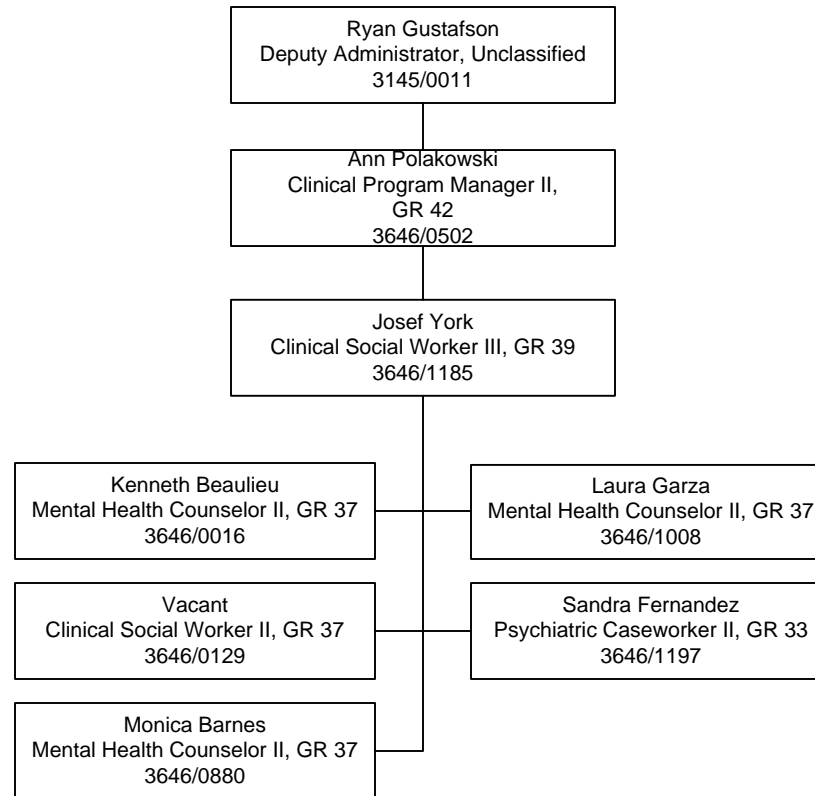 Ryan Gustafson
Deputy Administrator, Unclassified
3145/0011
Ann Polakowski
Clinical Program Manager II,
GR 42
3646/0502
Josef York
Clinical Social Worker III, GR 39
3646/1185
Kenneth Beaulieu
Mental Health Counselor II, GR 37
3646/0016
Laura Garza
Mental Health Counselor II, GR 37
3646/1008
Vacant
Clinical Social Worker II, GR 37
3646/0129
Sandra Fernandez
Psychiatric Caseworker II, GR 33
3646/1197
Monica Barnes
Mental Health Counselor II, GR 37
3646/0880